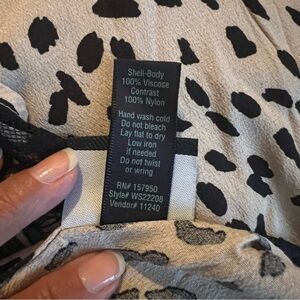 Shell-Body
100% Viscose
Contrast
100% Nylon
Hand wash cold
Do not bleach
Lay flat to dry
Low iron
if needed
Do not twist
or wring
RN# 157950
Style# WS22208
Vendor# 11240